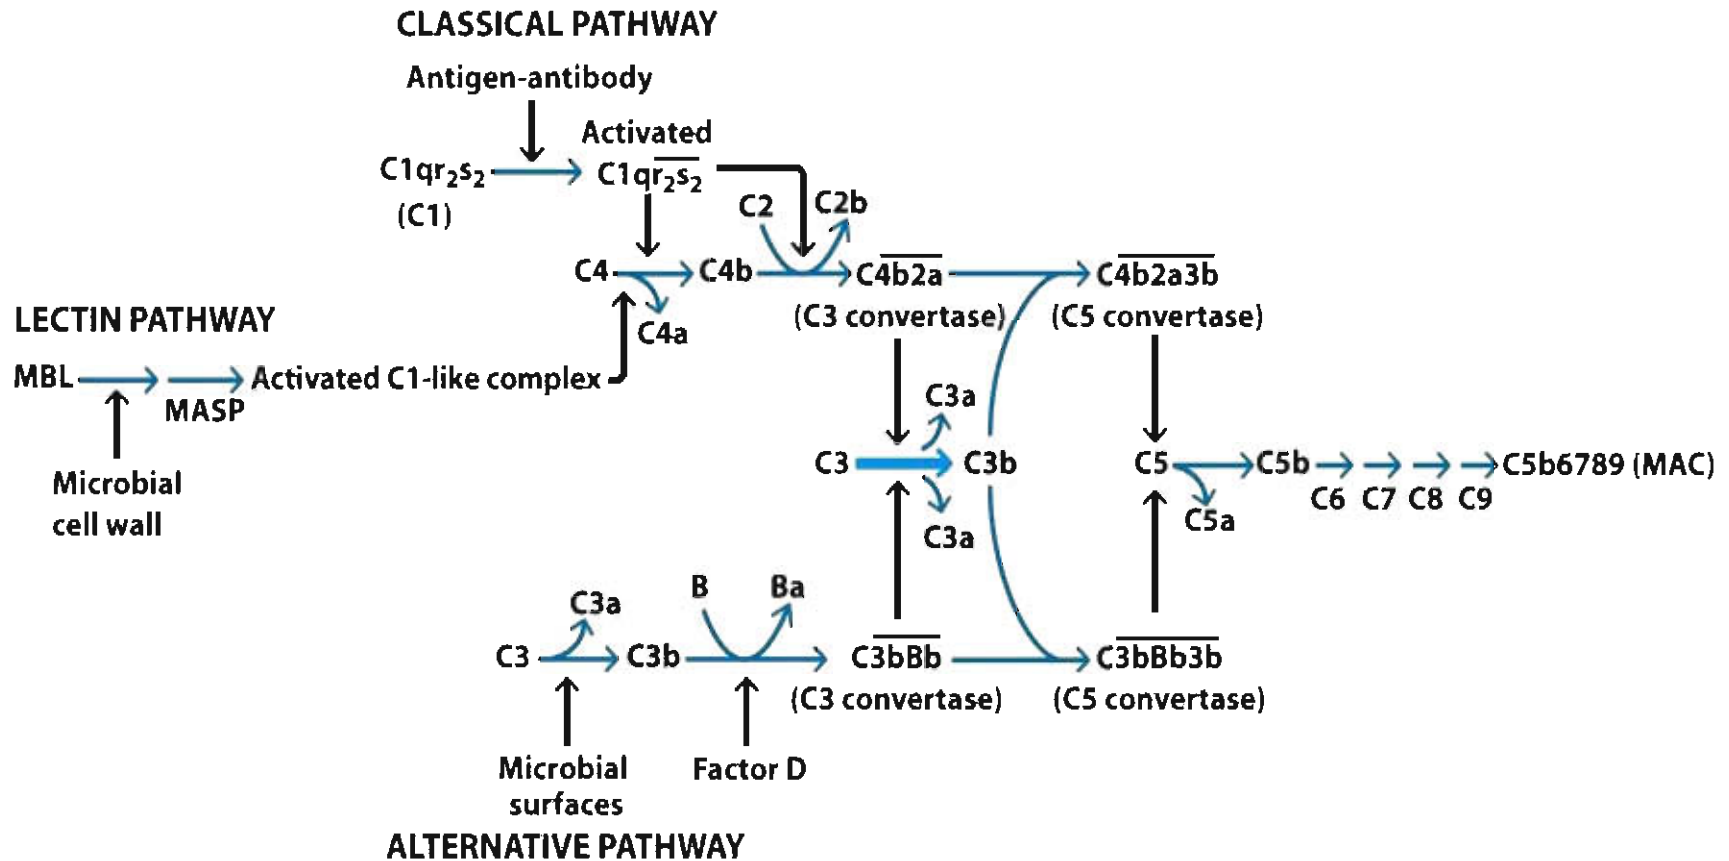 CLASSICAL PATHWAY
Antigen-antibody
Activated
C1qr₂s₂
C1qr₂s₂
(C1)
C2
C2b
C4
C4b
C4b2a
C4b2a3b
(C3 convertase)
(C5 convertase)
C4a
LECTIN PATHWAY
MBL
MASP
Activated C1-like complex
Microbial
cell wall
C3a
C3
C3b
C3a
C5
C5b
C5a
C6
C7
C8
C9
C5b6789 (MAC)
B
Ba
C3a
C3
C3b
C3bBb
C3bBb3b
(C3 convertase)
(C5 convertase)
Microbial
surfaces
Factor D
ALTERNATIVE PATHWAY